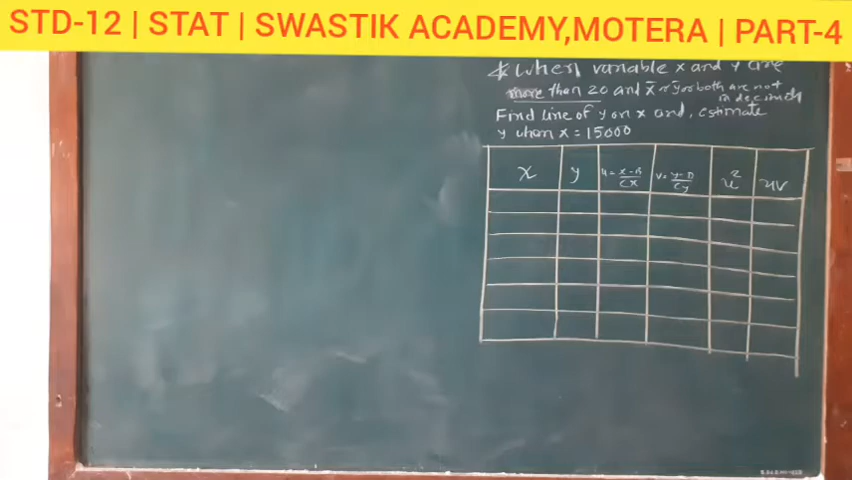 STD-12 | STAT | SWASTIK ACADEMY,MOTERA | PART-4
* When variable x and y are
more than 20 and x̄ or ȳ or both are not
in decimal
Find line of y on x and, estimate
y when x = 15000
x y u = x-A/Cx v = y-B/Cy u² uv